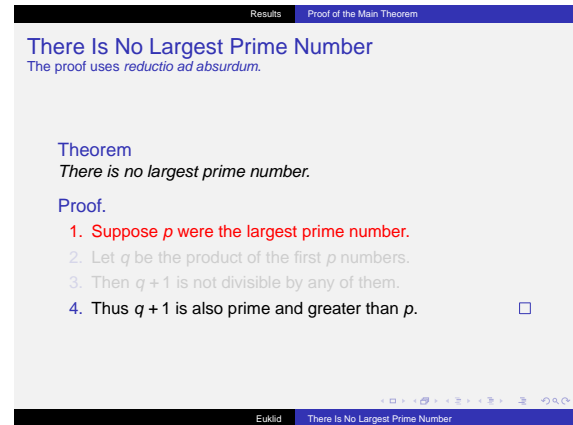 Results Proof of the Main Theorem
There Is No Largest Prime Number
The proof uses reductio ad absurdum.
Theorem
There is no largest prime number.
Proof.
1. Suppose p were the largest prime number.
2. Let q be the product of the first p numbers.
3. Then q + 1 is not divisible by any of them.
4. Thus q + 1 is also prime and greater than p.
Euklid There Is No Largest Prime Number